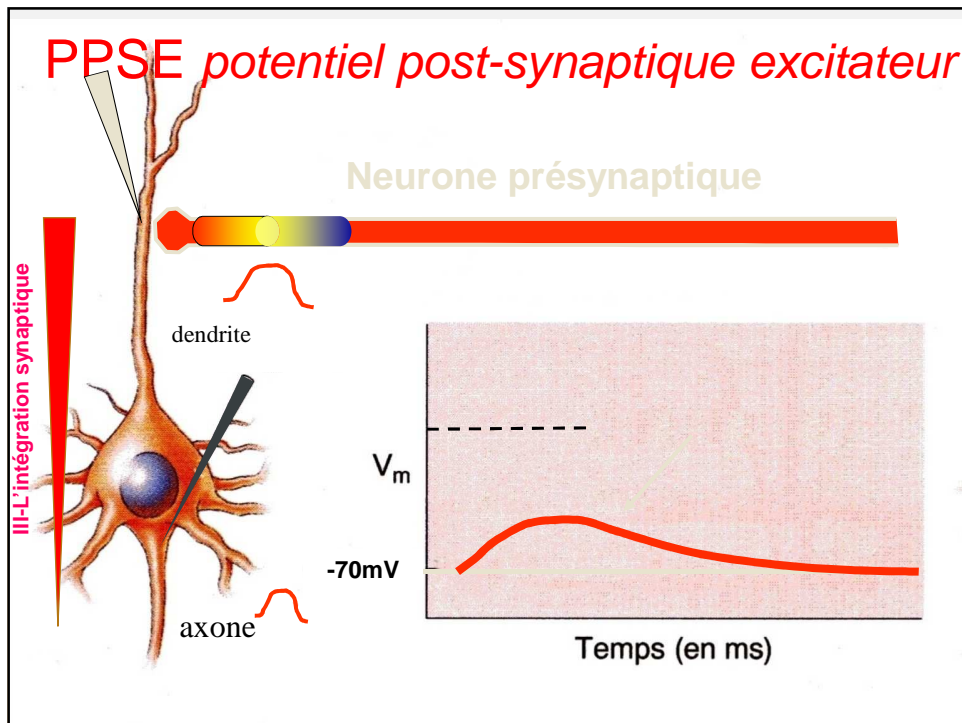 PPSE potentiel post-synaptique excitateur
Neurone présynaptique
III-L'intégration synaptique
dendrite
Vm
-70mV
axone
Temps (en ms)